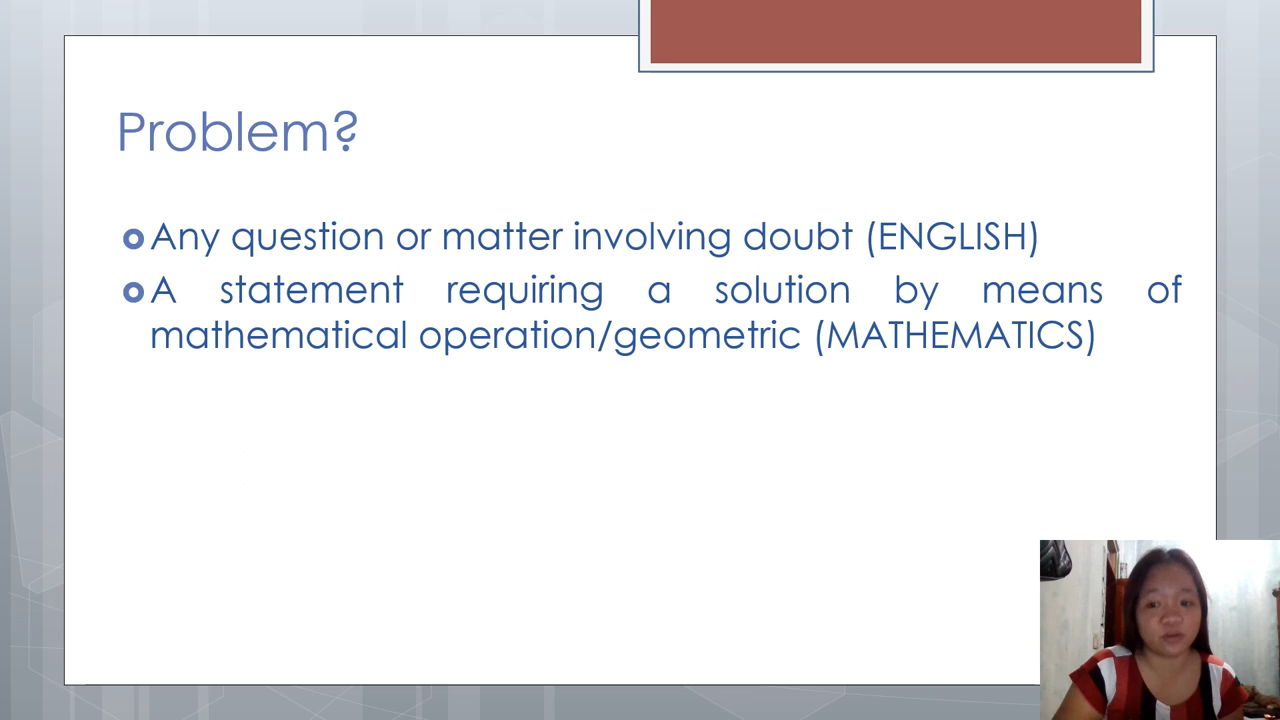 Problem?
Any question or matter involving doubt (ENGLISH)
A statement requiring a solution by means of
mathematical operation/geometric (MATHEMATICS)